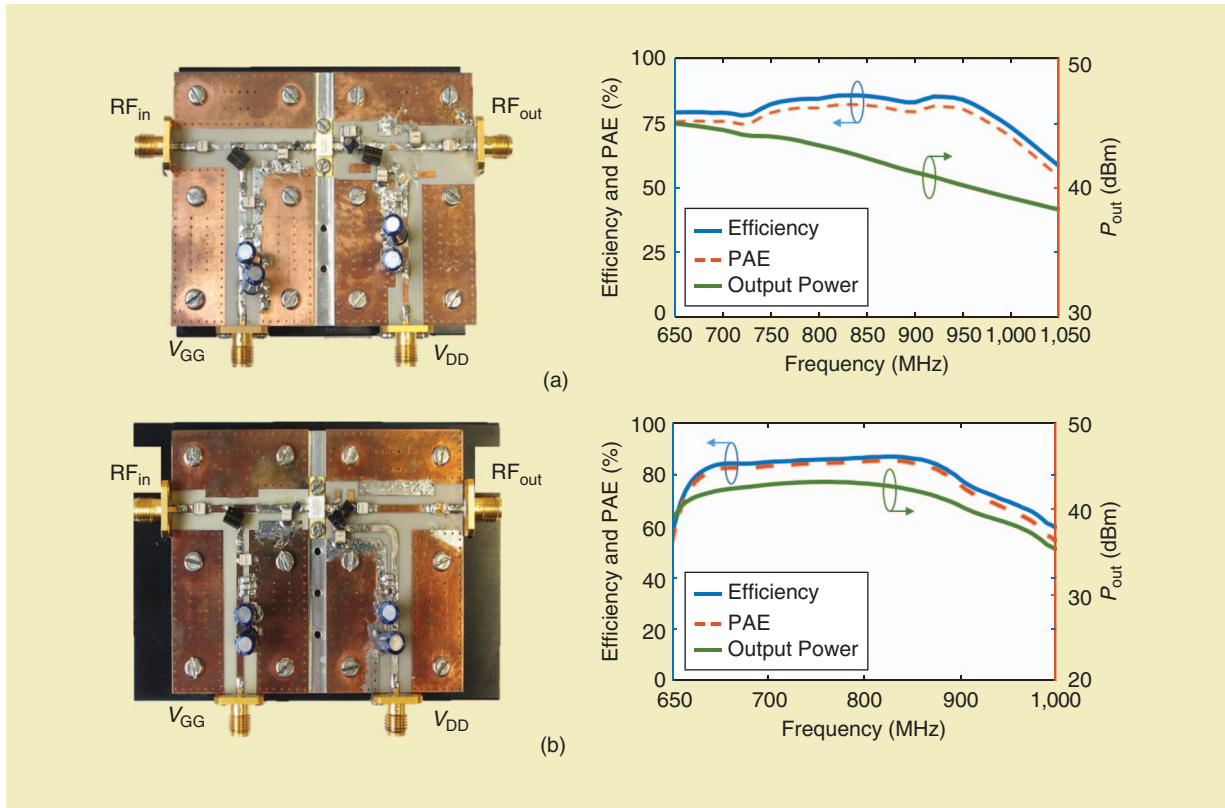 RF_in
RF_out
V_GG
V_DD
Efficiency and PAE (%)
100
75
50
25
0
650 700 750 800 850 900 950 1,000 1,050
Frequency (MHz)
50
40
30
P_out (dBm)
Efficiency
PAE
Output Power
(a)
RF_in
RF_out
V_GG
V_DD
Efficiency and PAE (%)
100
80
60
40
20
0
650 700 800 900 1,000
Frequency (MHz)
50
40
30
20
P_out (dBm)
Efficiency
PAE
Output Power
(b)